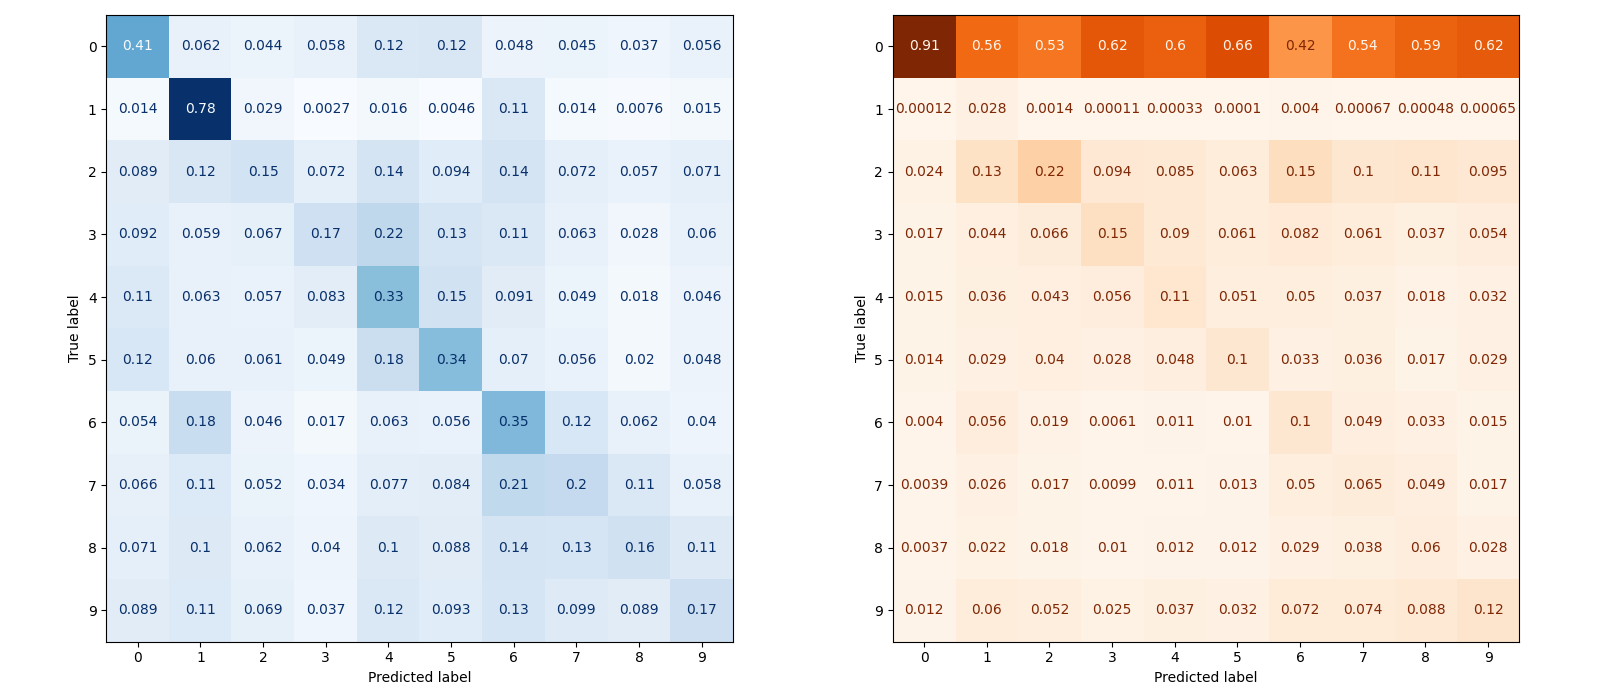 0 0.41 0.062 0.044 0.058 0.12 0.12 0.048 0.045 0.037 0.056
1 0.014 0.78 0.029 0.0027 0.016 0.0046 0.11 0.014 0.0076 0.015
2 0.089 0.12 0.15 0.072 0.14 0.094 0.14 0.072 0.057 0.071
3 0.092 0.059 0.067 0.17 0.22 0.13 0.11 0.063 0.028 0.06
4 0.11 0.063 0.057 0.083 0.33 0.15 0.091 0.049 0.018 0.046
5 0.12 0.06 0.061 0.049 0.18 0.34 0.07 0.056 0.02 0.048
6 0.054 0.18 0.046 0.017 0.063 0.056 0.35 0.12 0.062 0.04
7 0.066 0.11 0.052 0.034 0.077 0.084 0.21 0.2 0.11 0.058
8 0.071 0.1 0.062 0.04 0.1 0.088 0.14 0.13 0.16 0.11
9 0.089 0.11 0.069 0.037 0.12 0.093 0.13 0.099 0.089 0.17
0 1 2 3 4 5 6 7 8 9
Predicted label
True label
0 0.91 0.56 0.53 0.62 0.6 0.66 0.42 0.54 0.59 0.62
1 0.00012 0.028 0.0014 0.00011 0.00033 0.0001 0.004 0.00067 0.00048 0.00065
2 0.024 0.13 0.22 0.094 0.085 0.063 0.15 0.1 0.11 0.095
3 0.017 0.044 0.066 0.15 0.09 0.061 0.082 0.061 0.037 0.054
4 0.015 0.036 0.043 0.056 0.11 0.051 0.05 0.037 0.018 0.032
5 0.014 0.029 0.04 0.028 0.048 0.1 0.033 0.036 0.017 0.029
6 0.004 0.056 0.019 0.0061 0.011 0.01 0.1 0.049 0.033 0.015
7 0.0039 0.026 0.017 0.0099 0.011 0.013 0.05 0.065 0.049 0.017
8 0.0037 0.022 0.018 0.01 0.012 0.012 0.029 0.038 0.06 0.028
9 0.012 0.06 0.052 0.025 0.037 0.032 0.072 0.074 0.088 0.12
0 1 2 3 4 5 6 7 8 9
Predicted label
True label